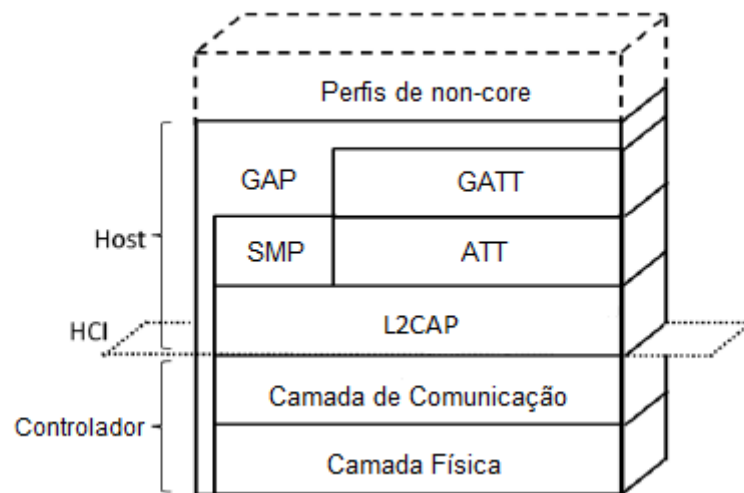 Perfis de non-core
GAP
GATT
Host
SMP
ATT
HCI
L2CAP
Camada de Comunicação
Controlador
Camada Física